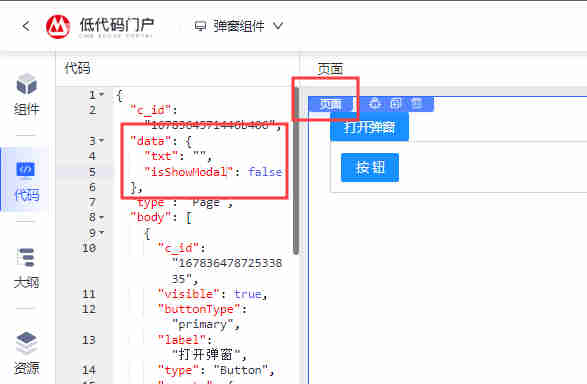 低代码门户
弹窗组件
代码
页面
组件
代码
大纲
资源
1 {
2 "c_id":
3 "data": {
4 "txt": "",
5 "isShowModal": false
6 },
7 "type": "Page",
8 "body": [
9 {
10 "c_id":
"167836478725338
35",
11 "visible": true,
12 "buttonType":
"primary",
13 "label":
"打开弹窗",
14 "type": "Button",
页面
打开弹窗
按 钮